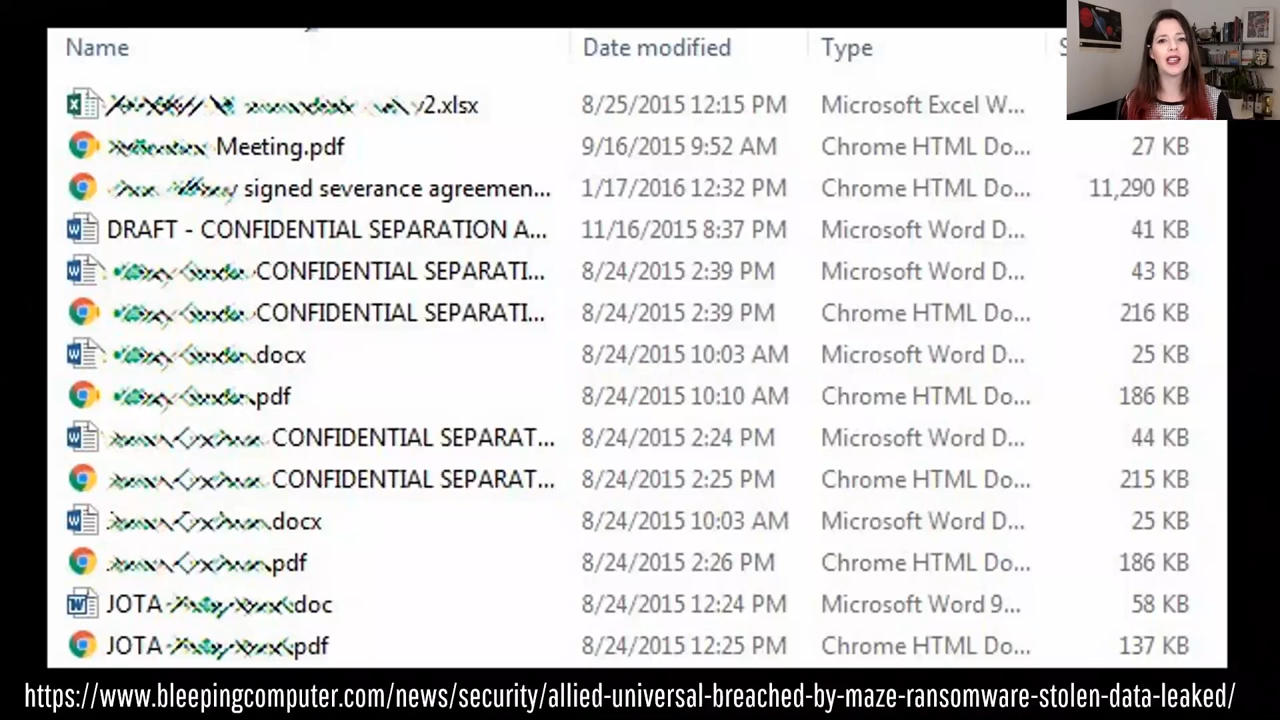 Name Date modified Type S
v2.xlsx 8/25/2015 12:15 PM Microsoft Excel W...
Meeting.pdf 9/16/2015 9:52 AM Chrome HTML Do... 27 KB
signed severance agreemen... 1/17/2016 12:32 PM Chrome HTML Do... 11,290 KB
DRAFT - CONFIDENTIAL SEPARATION A... 11/16/2015 8:37 PM Microsoft Word D... 41 KB
CONFIDENTIAL SEPARATI... 8/24/2015 2:39 PM Microsoft Word D... 43 KB
CONFIDENTIAL SEPARATI... 8/24/2015 2:39 PM Chrome HTML Do... 216 KB
.docx 8/24/2015 10:03 AM Microsoft Word D... 25 KB
.pdf 8/24/2015 10:10 AM Chrome HTML Do... 186 KB
CONFIDENTIAL SEPARAT... 8/24/2015 2:24 PM Microsoft Word D... 44 KB
CONFIDENTIAL SEPARAT... 8/24/2015 2:25 PM Chrome HTML Do... 215 KB
.docx 8/24/2015 10:03 AM Microsoft Word D... 25 KB
.pdf 8/24/2015 2:26 PM Chrome HTML Do... 186 KB
JOTA .doc 8/24/2015 12:24 PM Microsoft Word 9... 58 KB
JOTA .pdf 8/24/2015 12:25 PM Chrome HTML Do... 137 KB
https://www.bleepingcomputer.com/news/security/allied-universal-breached-by-maze-ransomware-stolen-data-leaked/